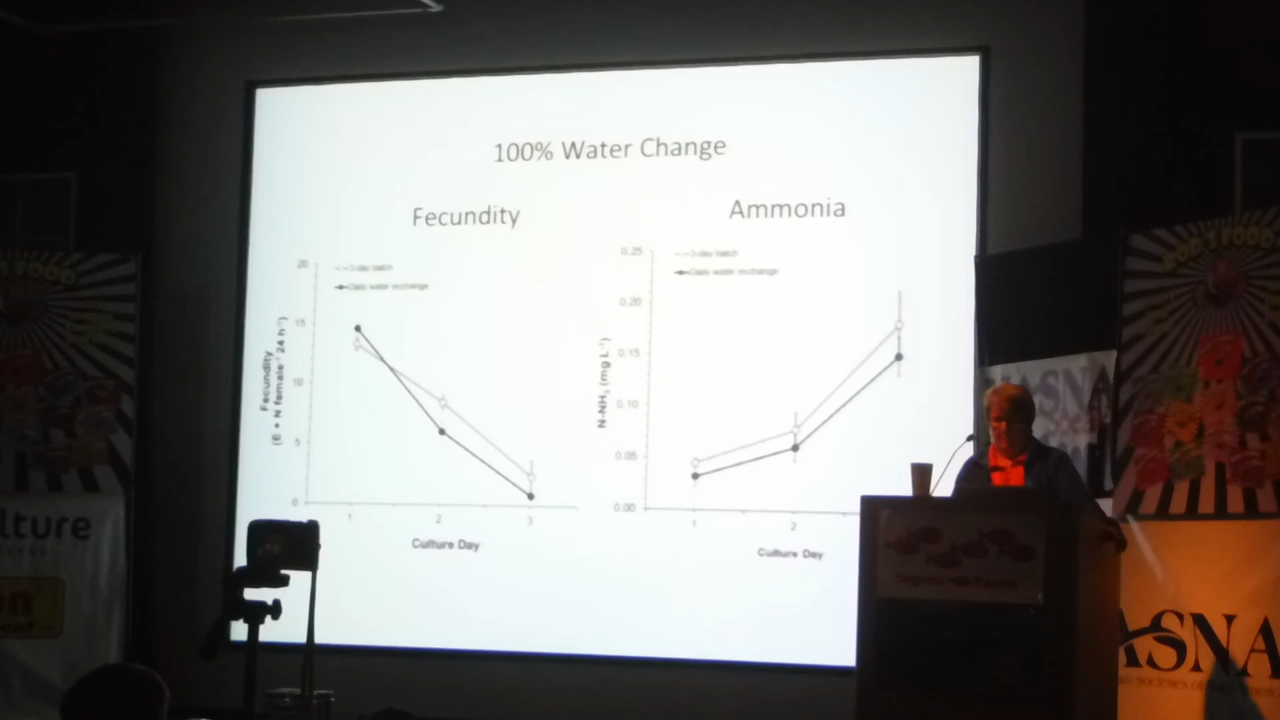 100% Water Change
Fecundity
Ammonia
3-day batch
Daily water exchange
3-day batch
Daily water exchange
20
15
10
5
0
Fecundity
(E + N female⁻¹ 24 h⁻¹)
1
2
3
Culture Day
0.25
0.20
0.15
0.10
0.05
0.00
N-NH₃ (mg L⁻¹)
1
2
Culture Day
lture
ASNA
ASNA